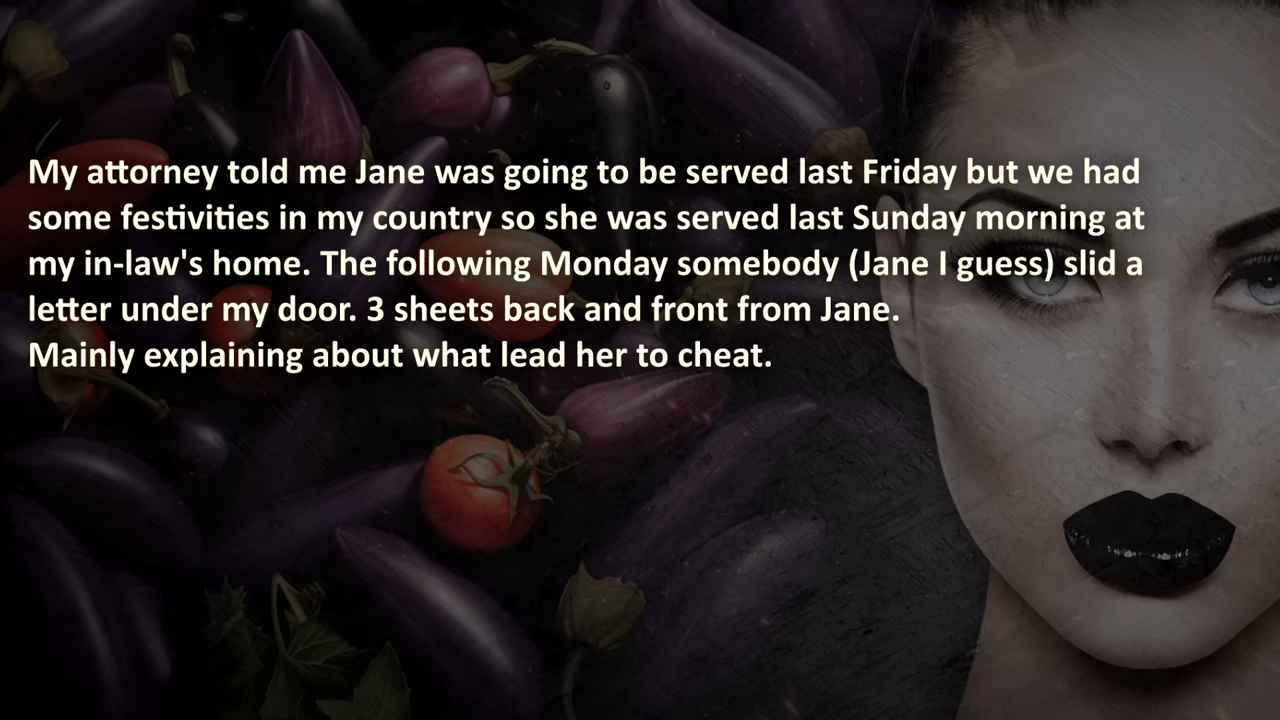 My attorney told me Jane was going to be served last Friday but we had
some festivities in my country so she was served last Sunday morning at
my in-law's home. The following Monday somebody (Jane I guess) slid a
letter under my door. 3 sheets back and front from Jane.
Mainly explaining about what lead her to cheat.